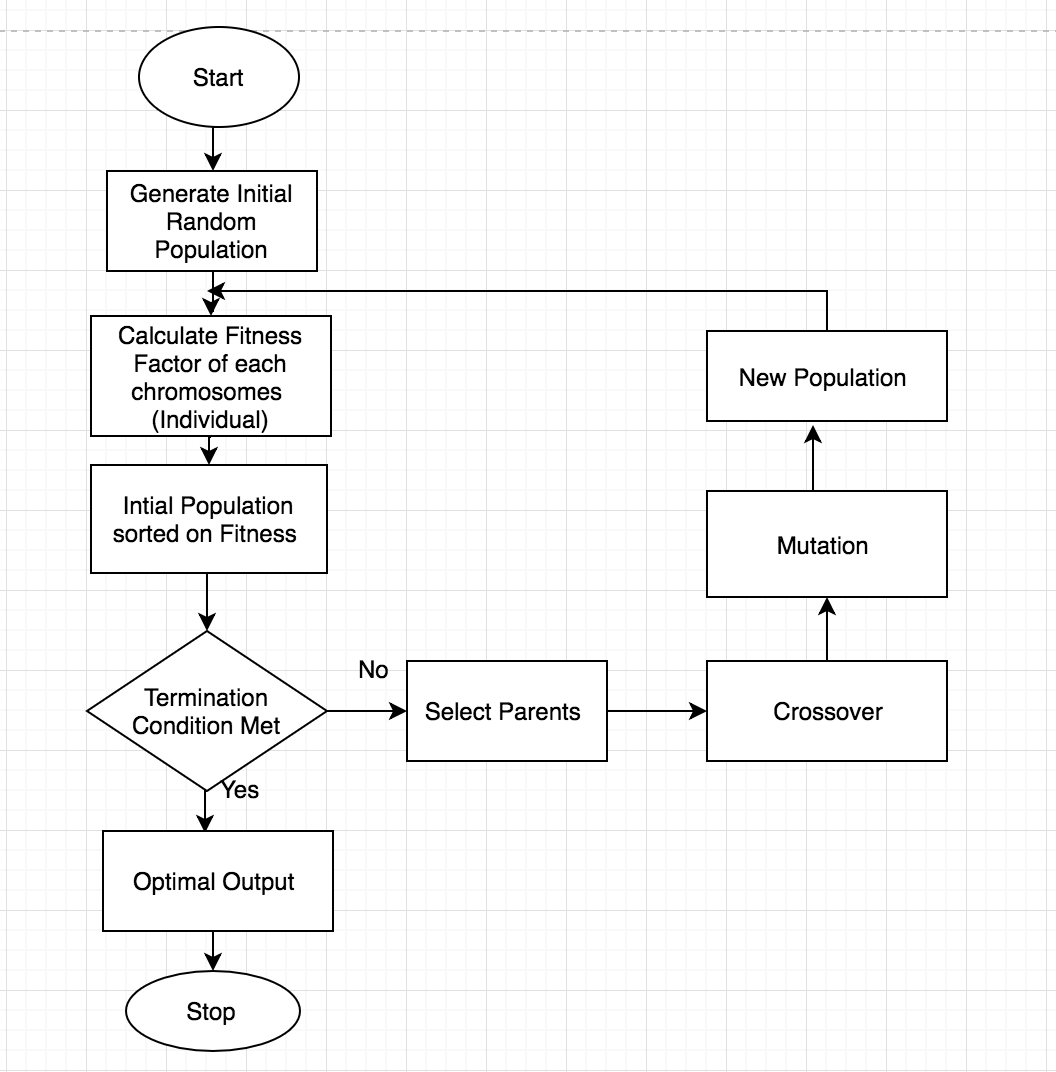 Start
Generate Initial
Random
Population
Calculate Fitness
Factor of each
chromosomes
(Individual)
Intial Population
sorted on Fitness
Termination
Condition Met
No
Select Parents
Crossover
Mutation
New Population
Yes
Optimal Output
Stop